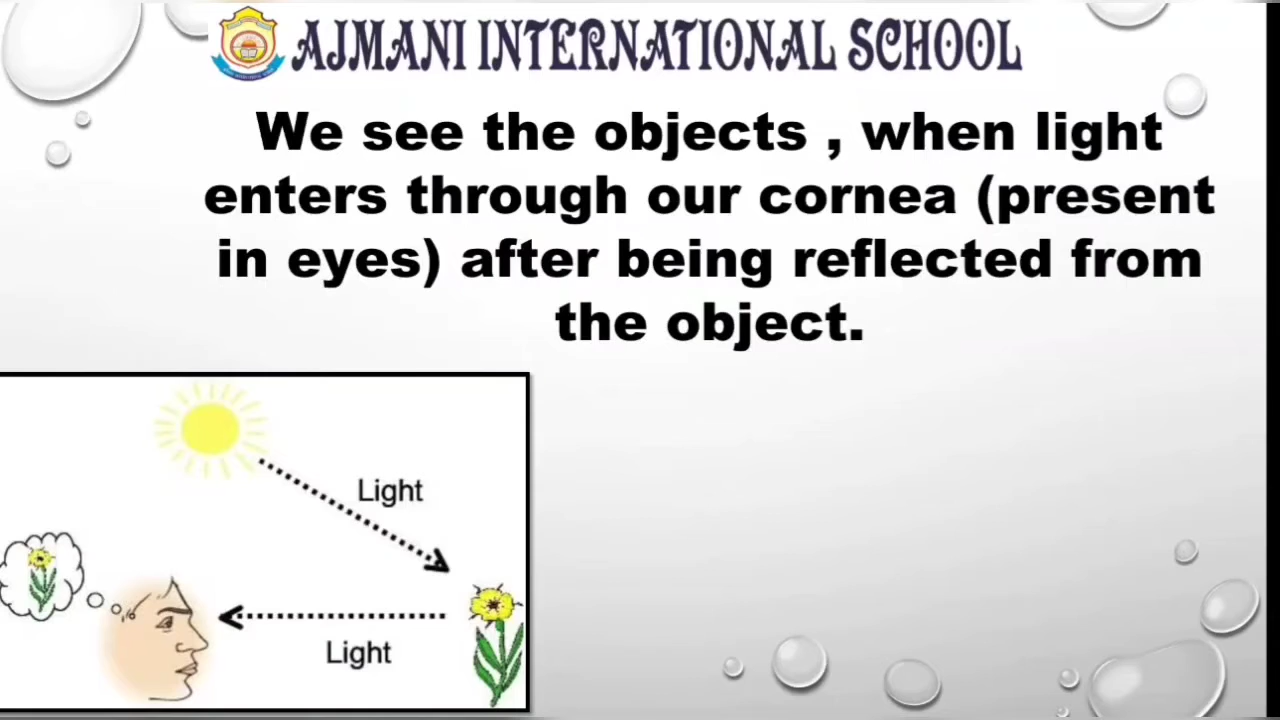 AJMANI INTERNATIONAL SCHOOL
We see the objects , when light
enters through our cornea (present
in eyes) after being reflected from
the object.
Light
Light